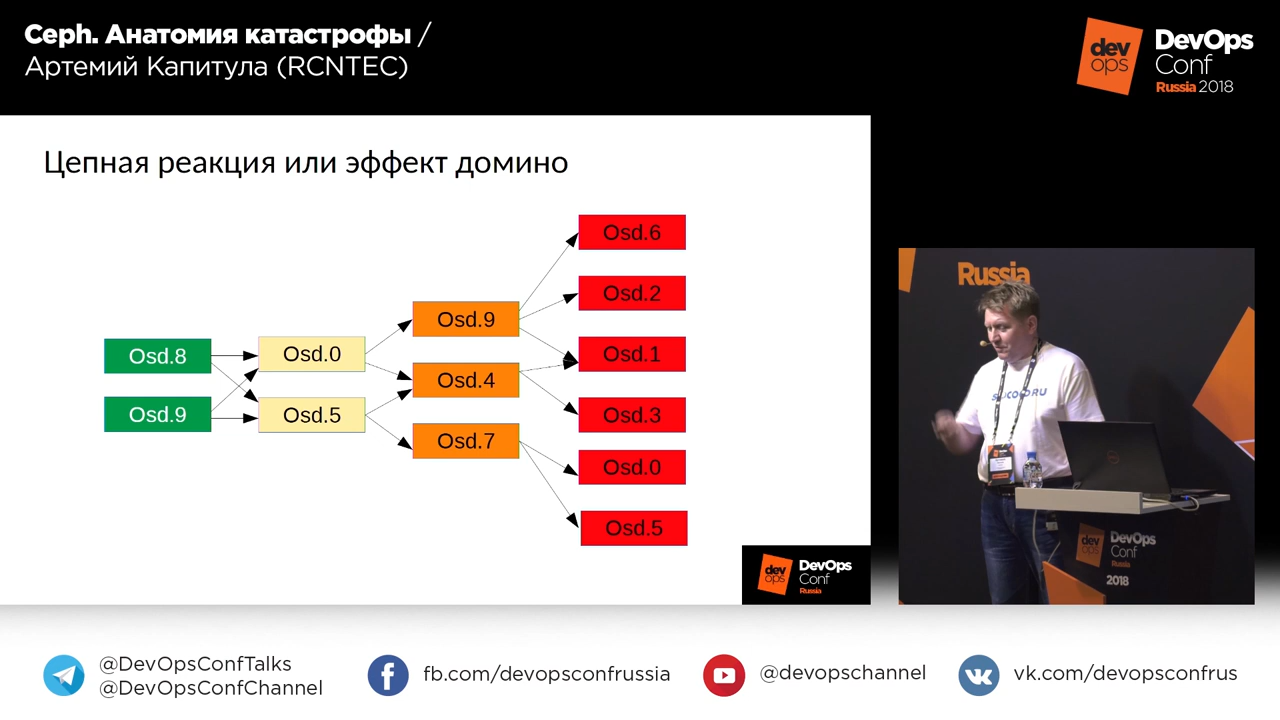 Ceph. Анатомия катастрофы /
Артемий Капитула (RCNTEC)
dev
ops
DevOps
Conf
Russia 2018
Цепная реакция или эффект домино
Osd.8
Osd.9
Osd.0
Osd.5
Osd.9
Osd.4
Osd.7
Osd.6
Osd.2
Osd.1
Osd.3
Osd.0
Osd.5
dev
ops
DevOps
Conf
Russia
Russia
dev
ops
DevOps
Conf
Russia
2018
@DevOpsConfTalks
@DevOpsConfChannel
fb.com/devopsconfrussia
@devopschannel
vk.com/devopsconfrus